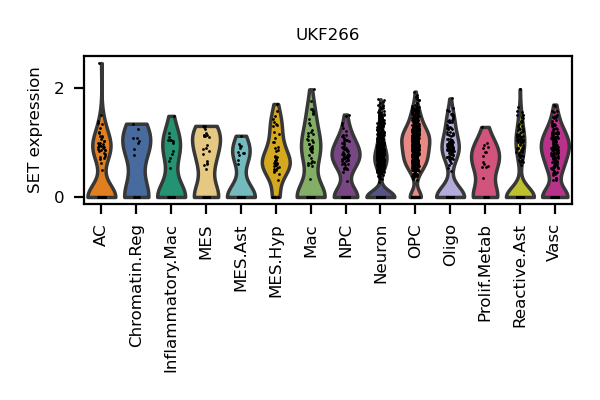 UKF266
SET expression
2
0
AC
Chromatin.Reg
Inflammatory.Mac
MES
MES.Ast
MES.Hyp
Mac
NPC
Neuron
OPC
Oligo
Prolif.Metab
Reactive.Ast
Vasc